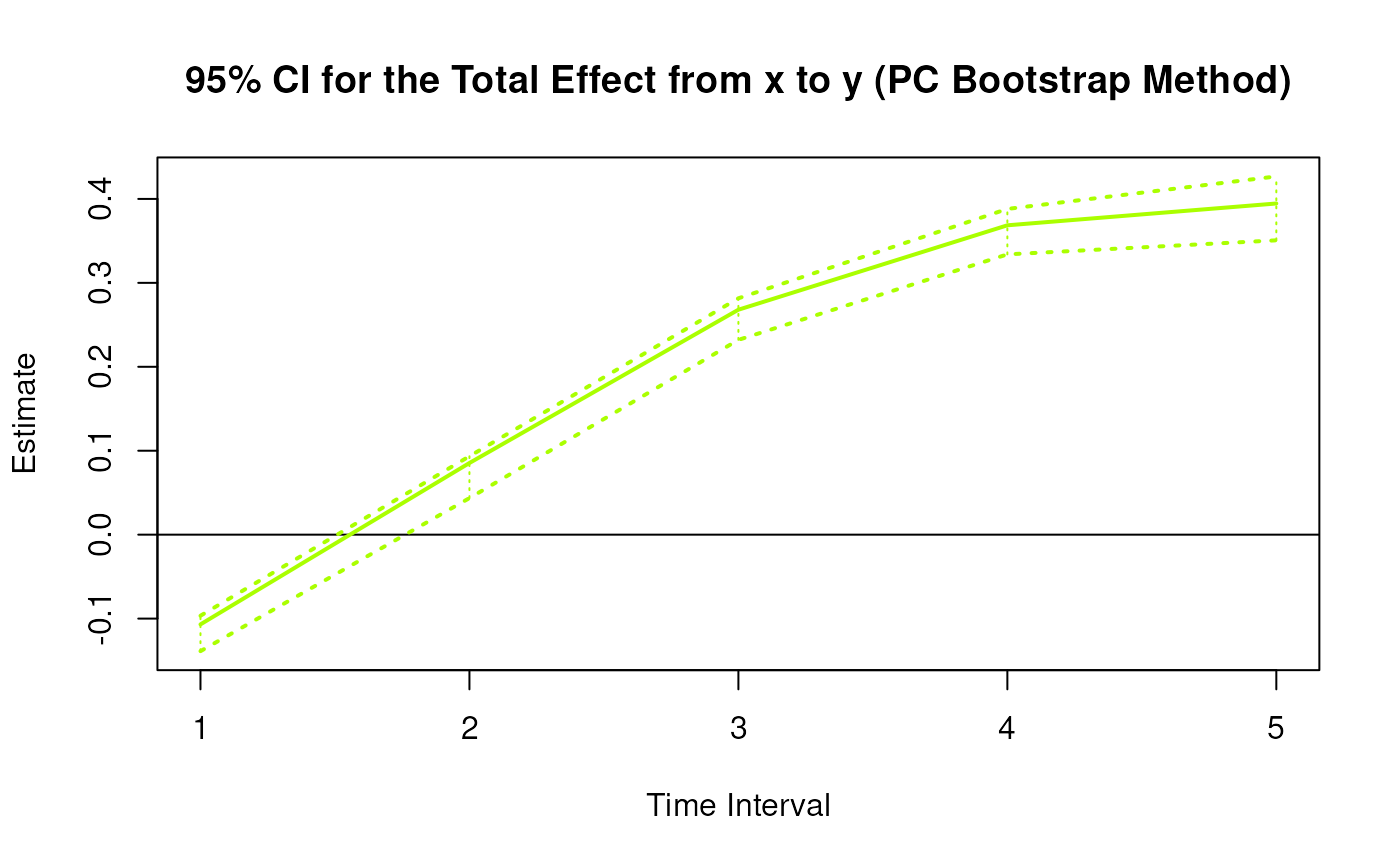 95% CI for the Total Effect from x to y (PC Bootstrap Method)
Estimate
0.4
0.3
0.2
0.1
0.0
-0.1
1 2 3 4 5
Time Interval